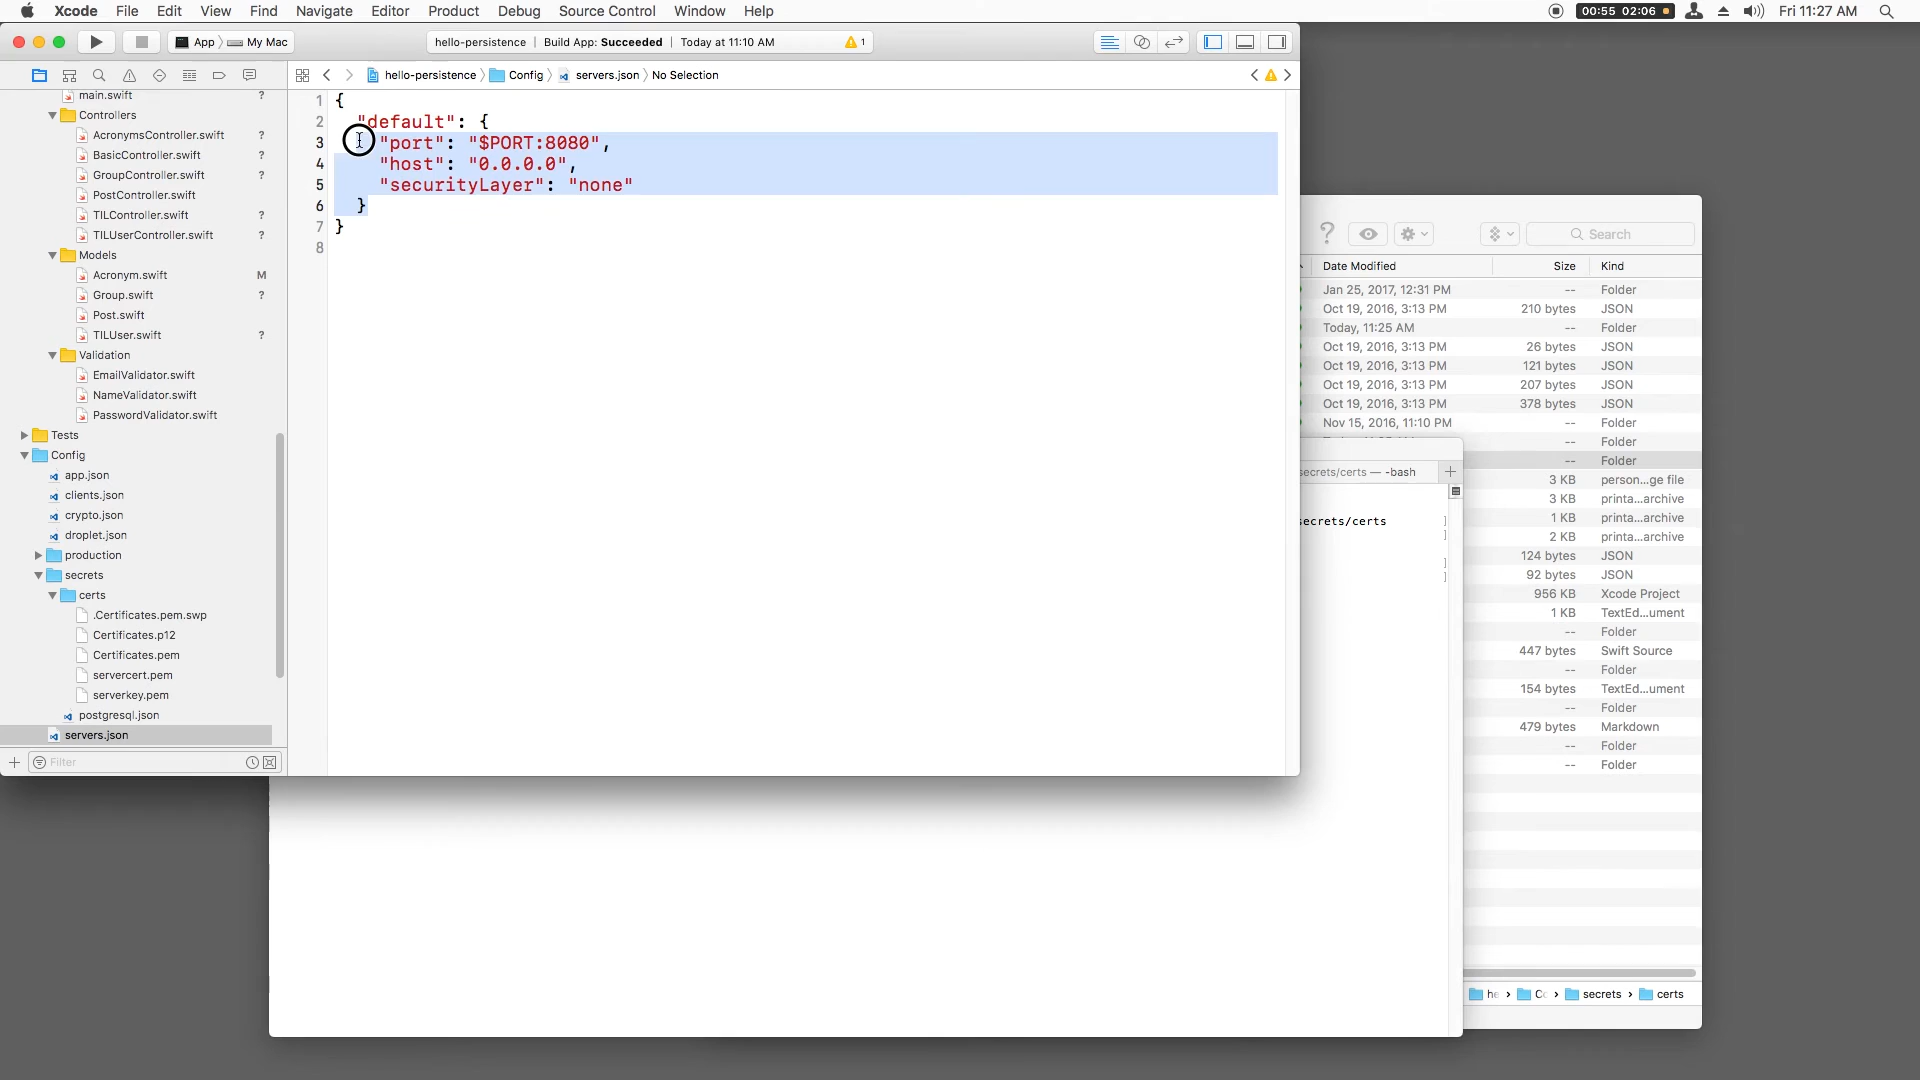 Xcode File Edit View Find Navigate Editor Product Debug Source Control Window Help
00:55 02:06 Fri 11:27 AM
App My Mac
hello-persistence Build App: Succeeded Today at 11:10 AM 1
hello-persistence Config servers.json No Selection
main.swift ?
Controllers
AcronymsController.swift ?
BasicController.swift ?
GroupController.swift ?
PostController.swift
TILController.swift ?
TILUserController.swift ?
Models
Acronym.swift M
Group.swift ?
Post.swift
TILUser.swift ?
Validation
EmailValidator.swift
NameValidator.swift
PasswordValidator.swift
Tests
Config
app.json
clients.json
crypto.json
droplet.json
production
secrets
certs
.Certificates.pem.swp
Certificates.p12
Certificates.pem
servercert.pem
serverkey.pem
postgresql.json
servers.json
Filter
1 {
2 "default": {
3 "port": "$PORT:8080",
4 "host": "0.0.0.0",
5 "securityLayer": "none"
6 }
7 }
8
? Search
Date Modified Size Kind
Jan 25, 2017, 12:31 PM -- Folder
Oct 19, 2016, 3:13 PM 210 bytes JSON
Today, 11:25 AM -- Folder
Oct 19, 2016, 3:13 PM 26 bytes JSON
Oct 19, 2016, 3:13 PM 121 bytes JSON
Oct 19, 2016, 3:13 PM 207 bytes JSON
Oct 19, 2016, 3:13 PM 378 bytes JSON
Nov 15, 2016, 11:10 PM -- Folder
-- Folder
-- Folder
3 KB person...ge file
3 KB printa...archive
1 KB printa...archive
2 KB printa...archive
124 bytes JSON
92 bytes JSON
956 KB Xcode Project
1 KB TextEd...ument
-- Folder
447 bytes Swift Source
-- Folder
154 bytes TextEd...ument
-- Folder
479 bytes Markdown
-- Folder
-- Folder
secrets/certs — -bash
secrets/certs ]
]
]
]
he › C › secrets › certs